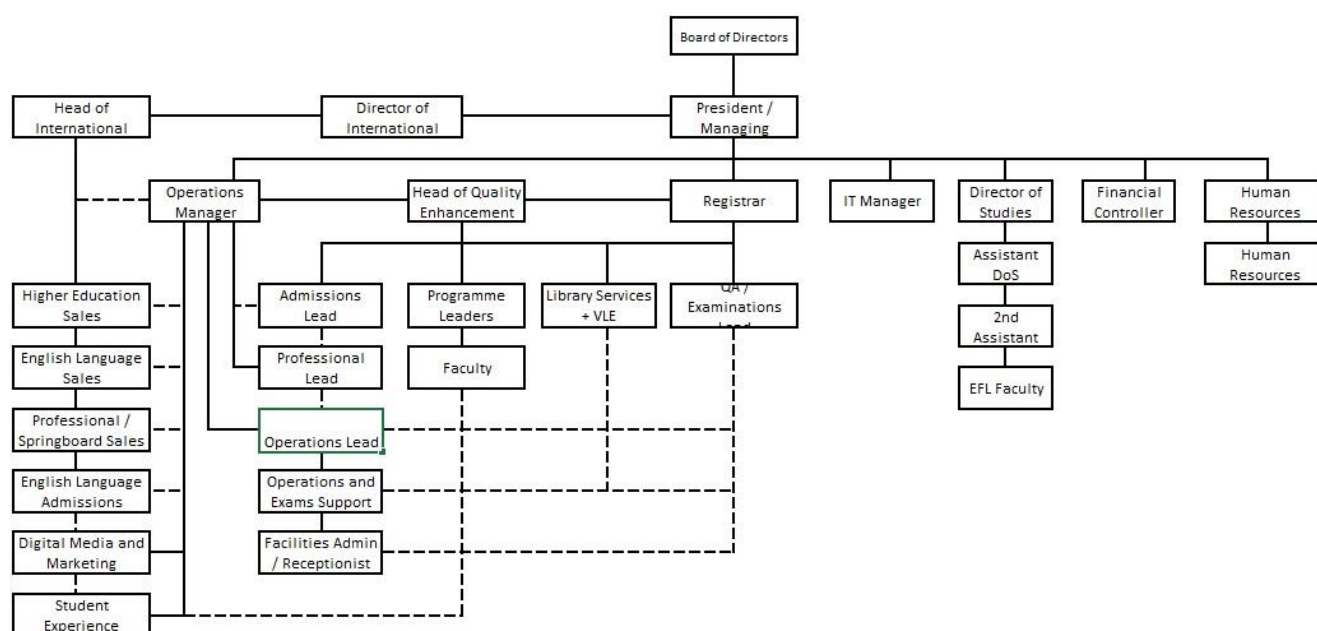 Board of Directors
Head of
International
Director of
International
President /
Managing
Operations
Manager
Head of Quality
Enhancement
Registrar
IT Manager
Director of
Studies
Financial
Controller
Human
Resources
Assistant
DoS
Human
Resources
Higher Education
Sales
Admissions
Lead
Programme
Leaders
Library Services
+ VLE
QA /
Examinations
Lead
2nd
Assistant
English Language
Sales
Professional
Lead
Faculty
EFL Faculty
Professional /
Springboard Sales
Operations Lead
English Language
Admissions
Operations and
Exams Support
Digital Media and
Marketing
Facilities Admin
/ Receptionist
Student
Experience